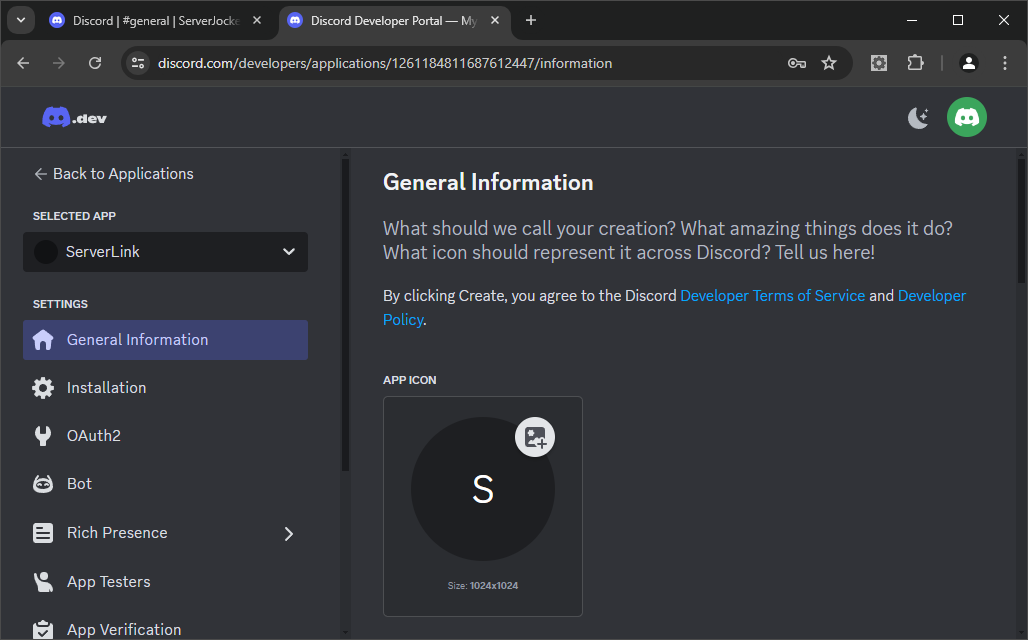 Discord | #general | ServerJocke
Discord Developer Portal — My
discord.com/developers/applications/1261184811687612447/information
.dev
Back to Applications
SELECTED APP
ServerLink
SETTINGS
General Information
Installation
OAuth2
Bot
Rich Presence
App Testers
App Verification
General Information
What should we call your creation? What amazing things does it do?
What icon should represent it across Discord? Tell us here!
By clicking Create, you agree to the Discord Developer Terms of Service and Developer
Policy.
APP ICON
S
Size: 1024x1024